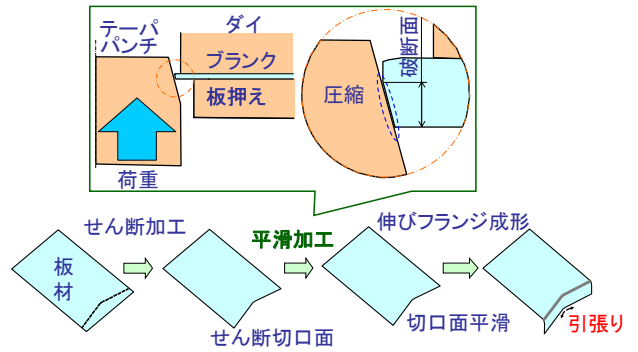 テーパ
パンチ
ダイ
ブランク
板押え
荷重
圧縮
破断面
せん断加工
平滑加工
伸びフランジ成形
板
材
せん断切口面
切口面平滑
引張り